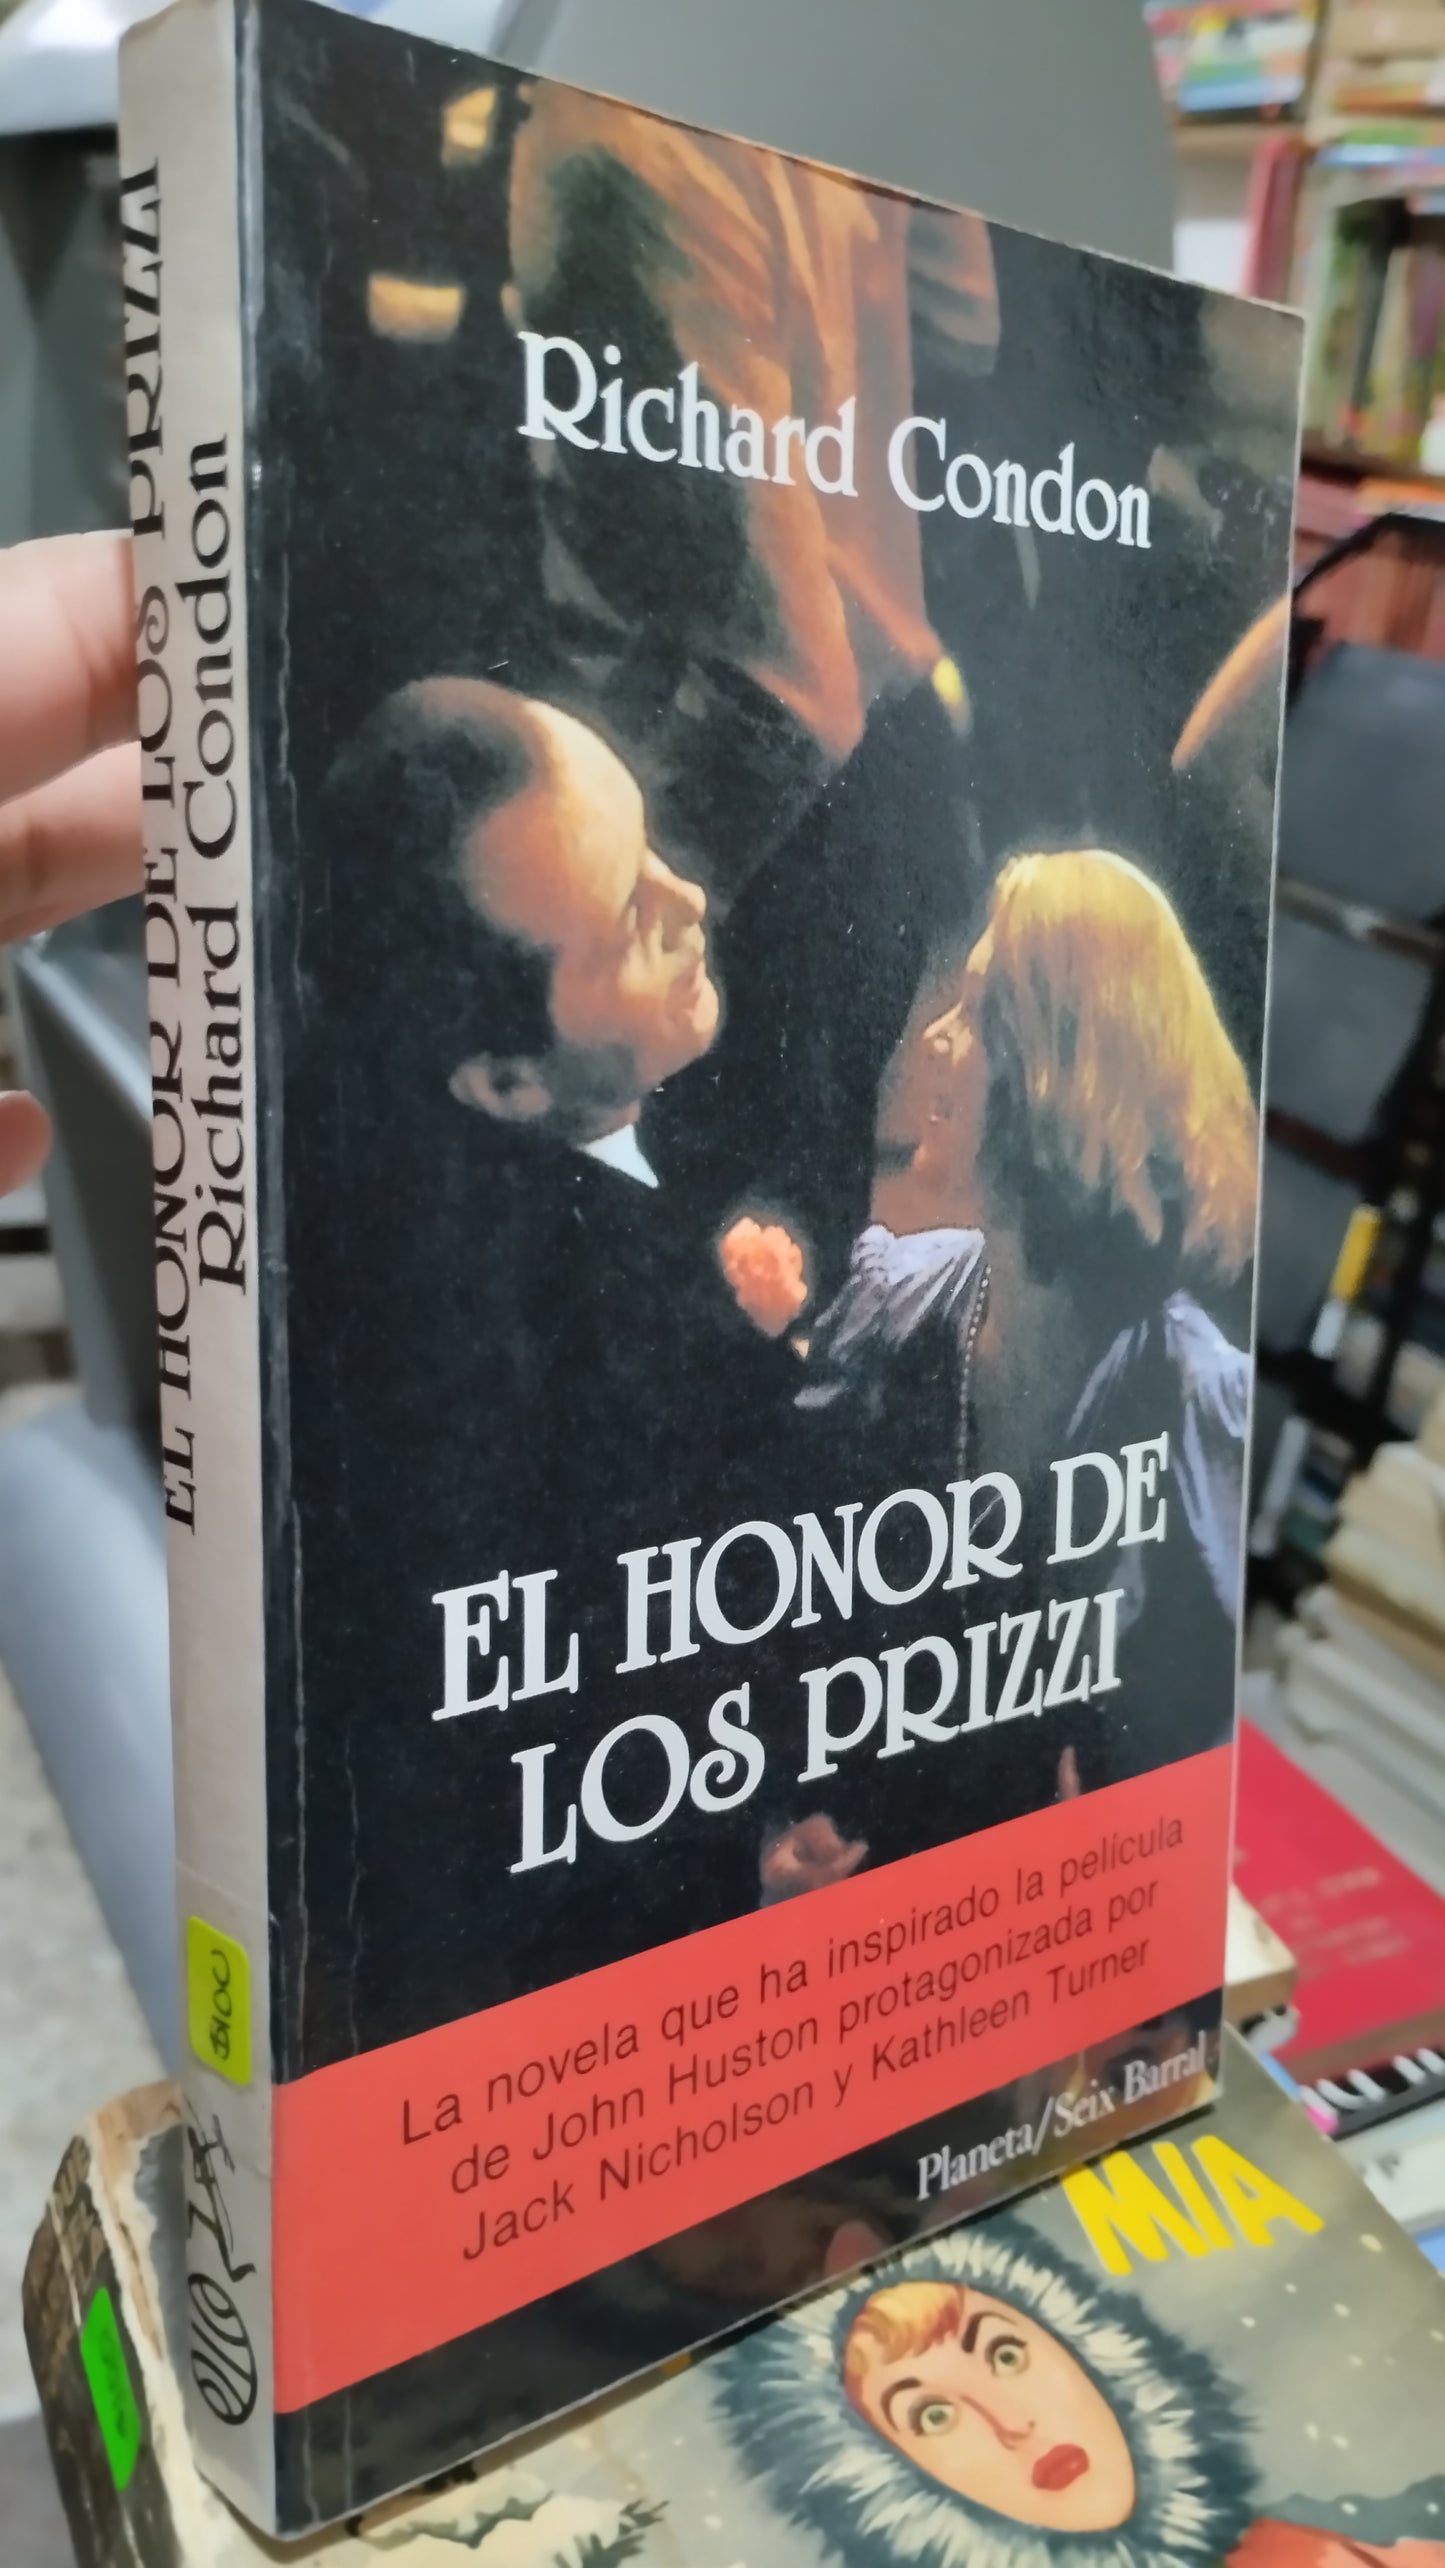 Richard Condon
EL HONOR DE
LOS PRIZZI
La novela que ha inspirado la película
de John Huston protagonizada por
Jack Nicholson y Kathleen Turner
Planeta/Seix Barral
EL HONOR DE LOS PRIZZI
Richard Condon
$100
MIA